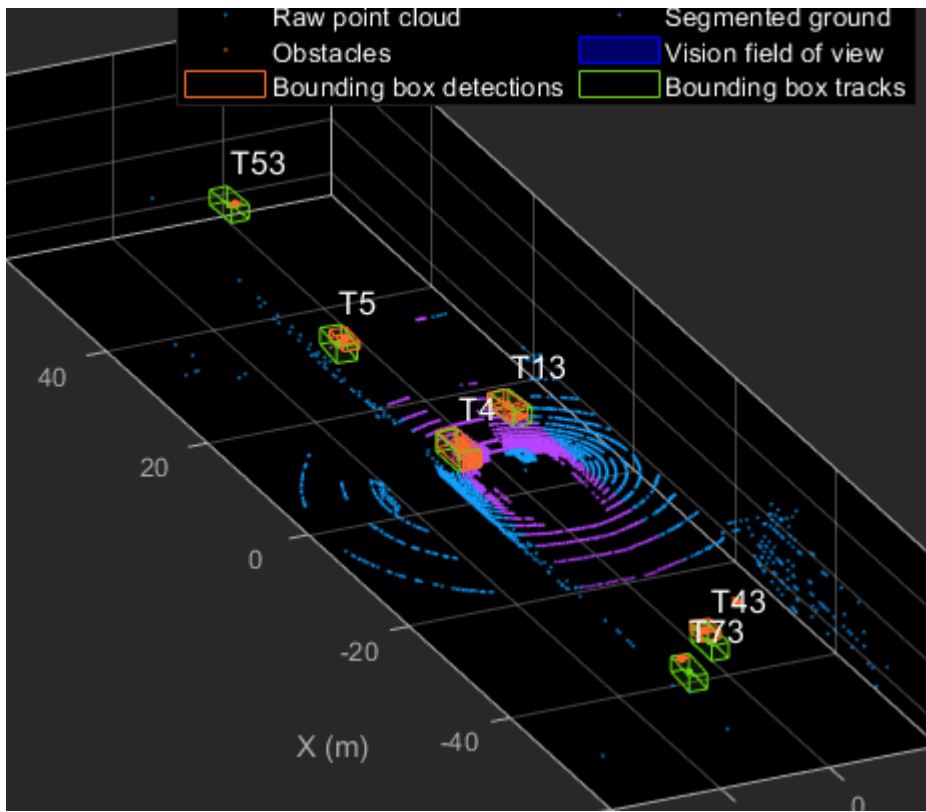 Raw point cloud
Segmented ground
Obstacles
Vision field of view
Bounding box detections
Bounding box tracks
T53
T5
T13
T4
40
20
0
T43
T73
-20
-40
X (m)
0